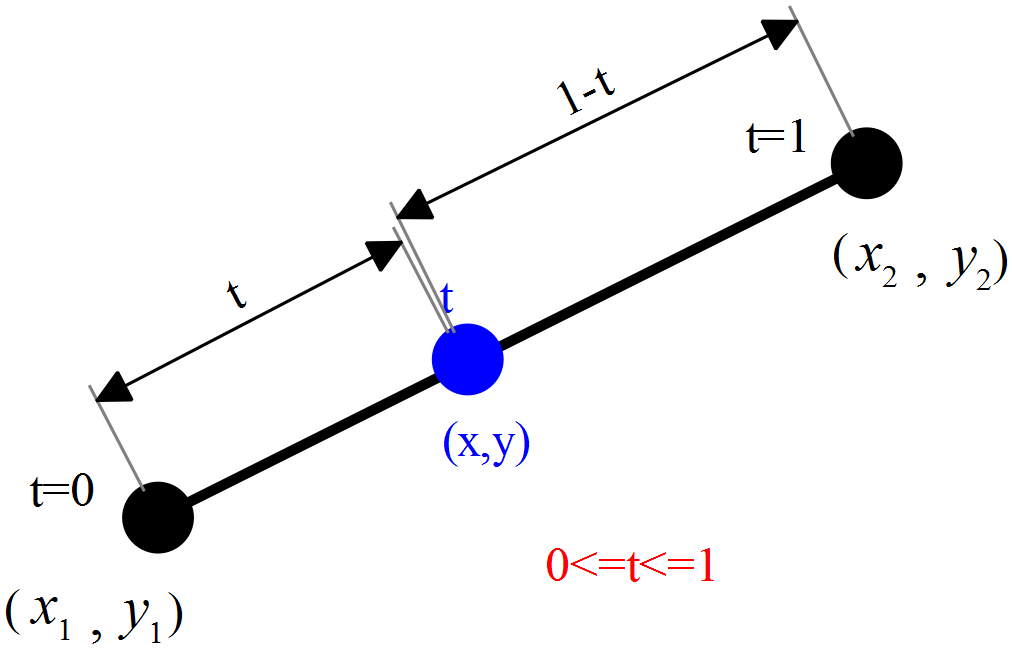 1-t
t=1
(x₂ , y₂)
t
t
(x,y)
t=0
0<=t<=1
(x₁ , y₁)